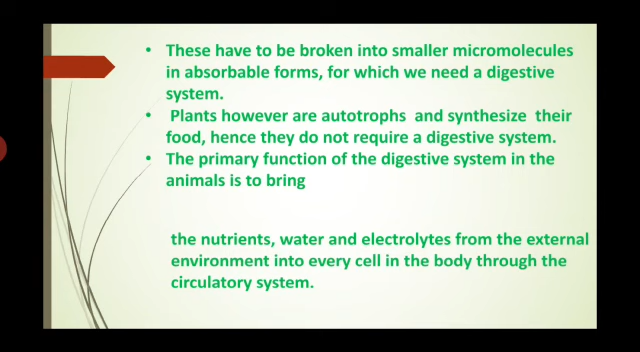 • These have to be broken into smaller micromolecules
in absorbable forms, for which we need a digestive
system.
• Plants however are autotrophs and synthesize their
food, hence they do not require a digestive system.
• The primary function of the digestive system in the
animals is to bring
the nutrients, water and electrolytes from the external
environment into every cell in the body through the
circulatory system.